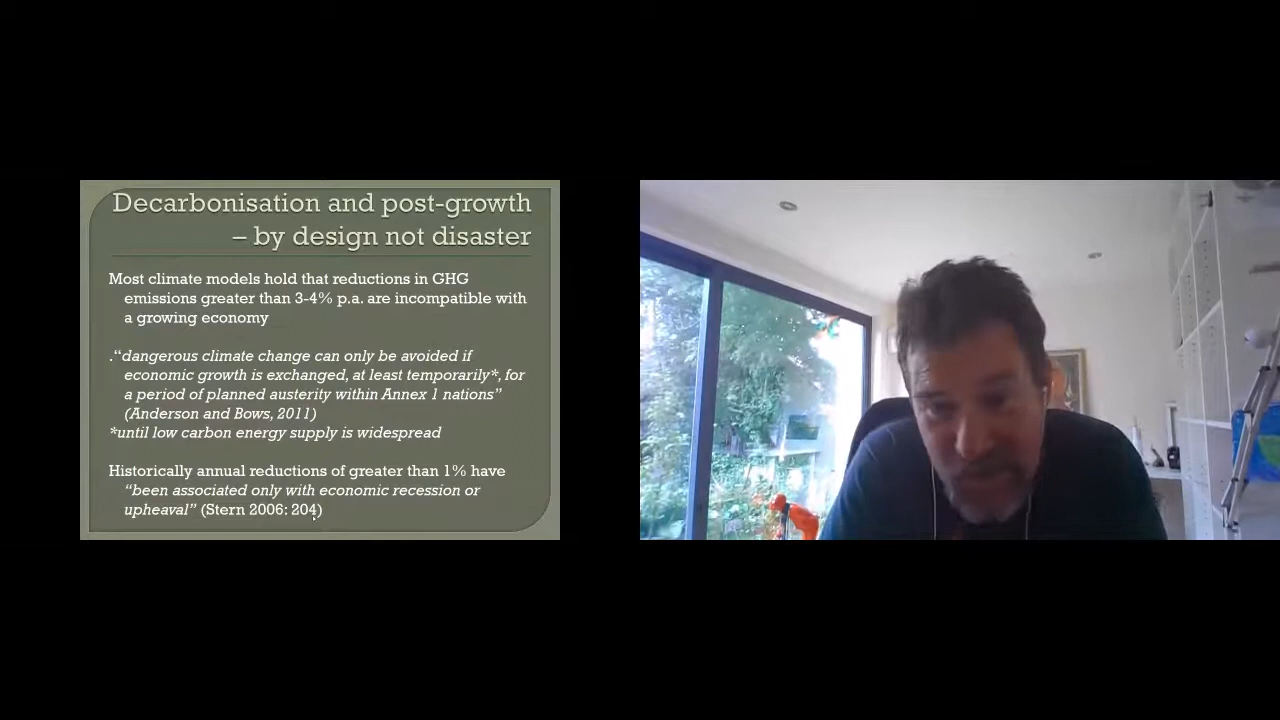 Decarbonisation and post-growth
– by design not disaster
Most climate models hold that reductions in GHG
emissions greater than 3-4% p.a. are incompatible with
a growing economy
.“dangerous climate change can only be avoided if
economic growth is exchanged, at least temporarily*, for
a period of planned austerity within Annex 1 nations”
(Anderson and Bows, 2011)
*until low carbon energy supply is widespread
Historically annual reductions of greater than 1% have
“been associated only with economic recession or
upheaval” (Stern 2006: 204)